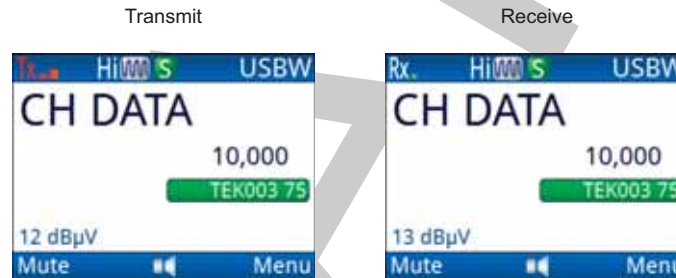 Transmit Receive
Tx Hi S USBW
CH DATA
10,000
TEK003 75
12 dBµV
Mute Menu
Rx Hi S USBW
CH DATA
10,000
TEK003 75
13 dBµV
Mute Menu